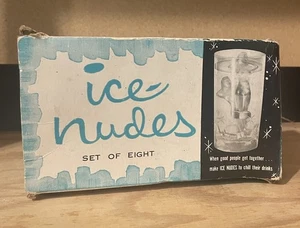 ice-
nudes
SET OF EIGHT
When good people get together . . .
make ICE NUDES to chill their drinks